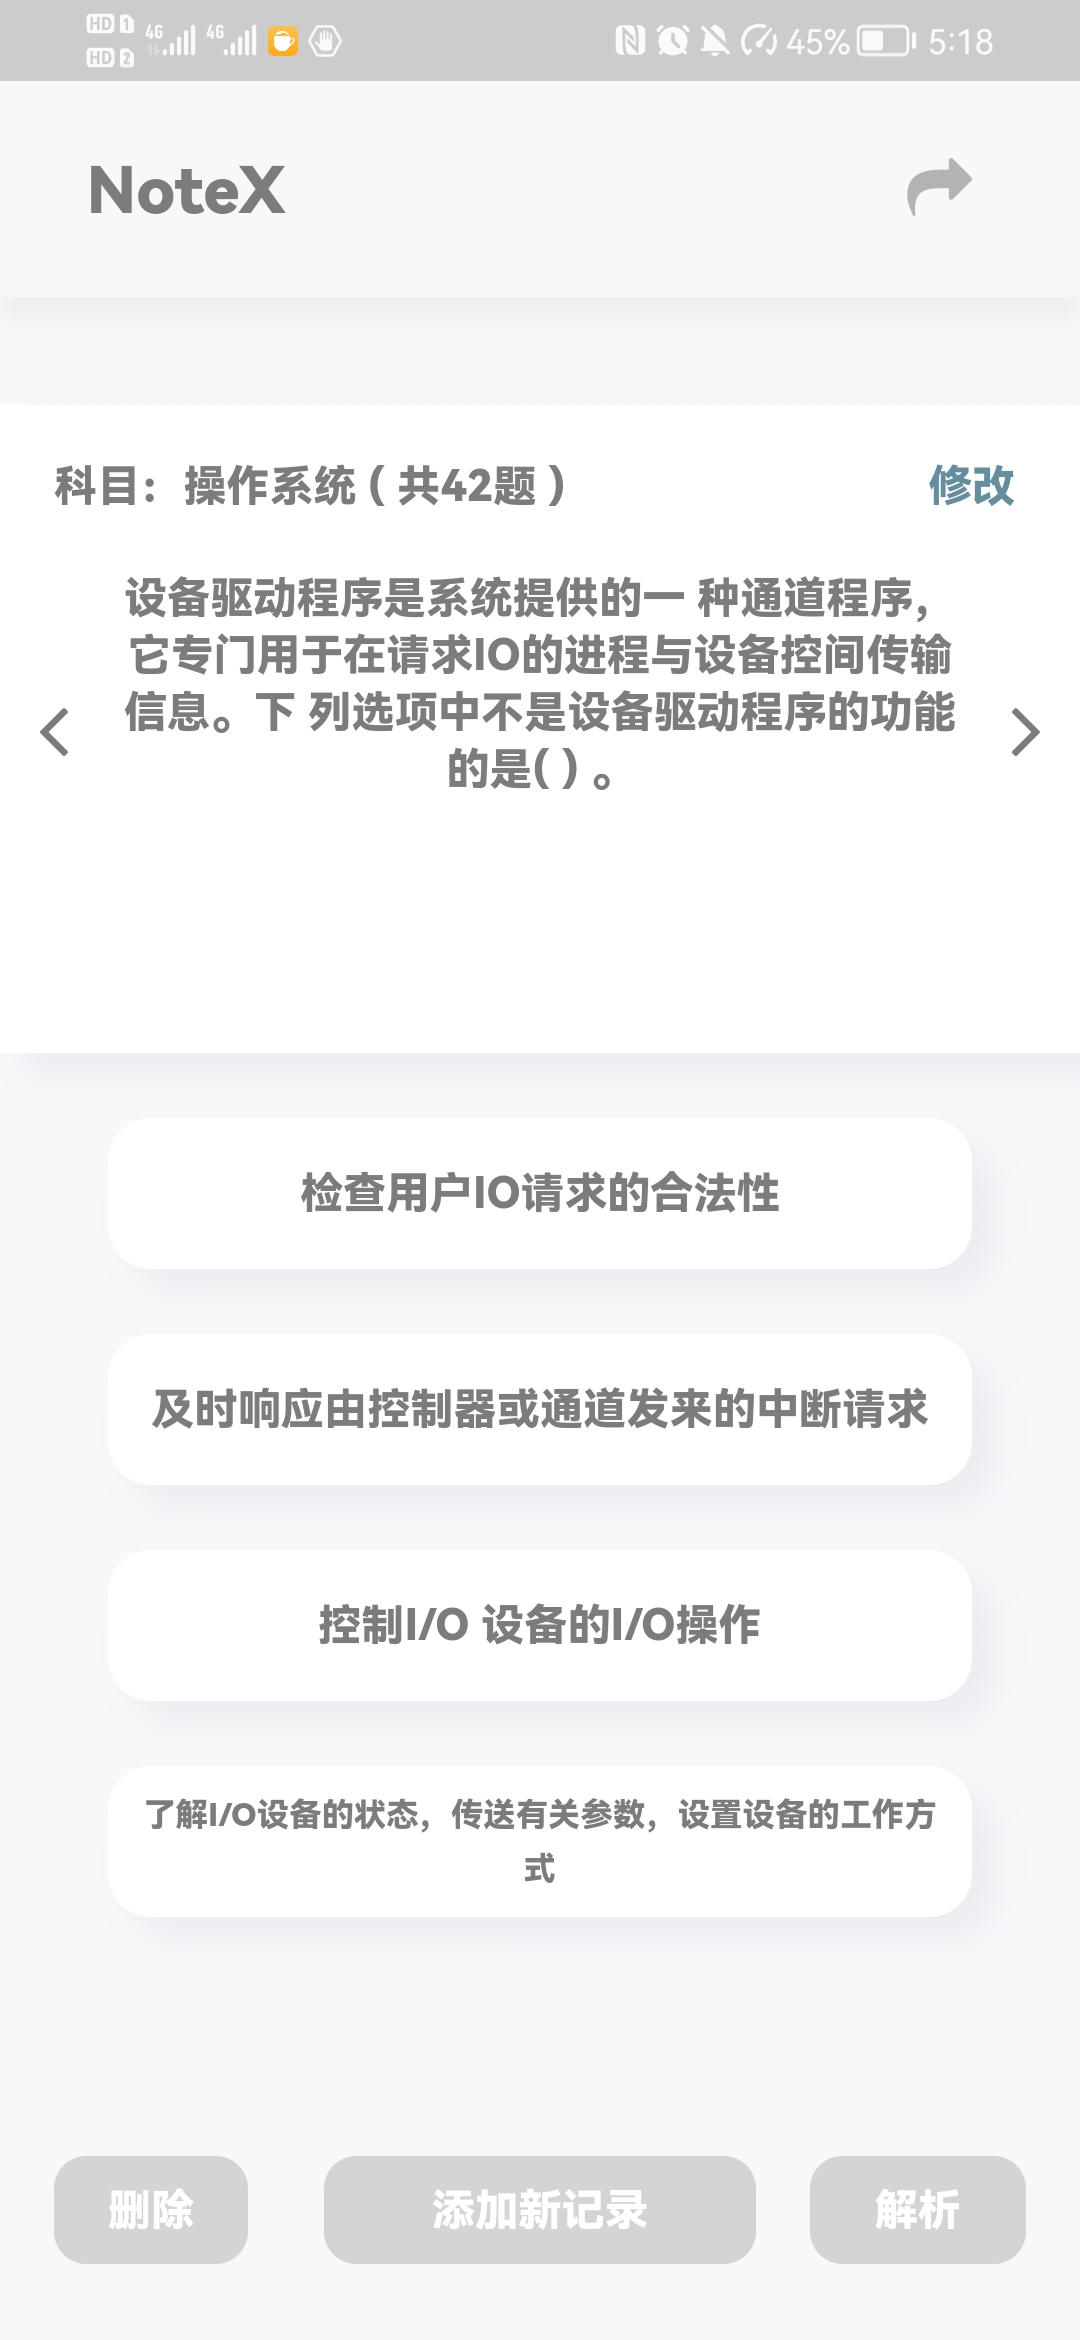 HD 1 4G 4G 45% 5:18
HD 2
NoteX
科目：操作系统 ( 共42题 ) 修改
设备驱动程序是系统提供的一 种通道程序，
它专门用于在请求IO的进程与设备控间传输
信息。下 列选项中不是设备驱动程序的功能
的是( ) 。
检查用户IO请求的合法性
及时响应由控制器或通道发来的中断请求
控制I/O 设备的I/O操作
了解I/O设备的状态，传送有关参数，设置设备的工作方
式
删除 添加新记录 解析